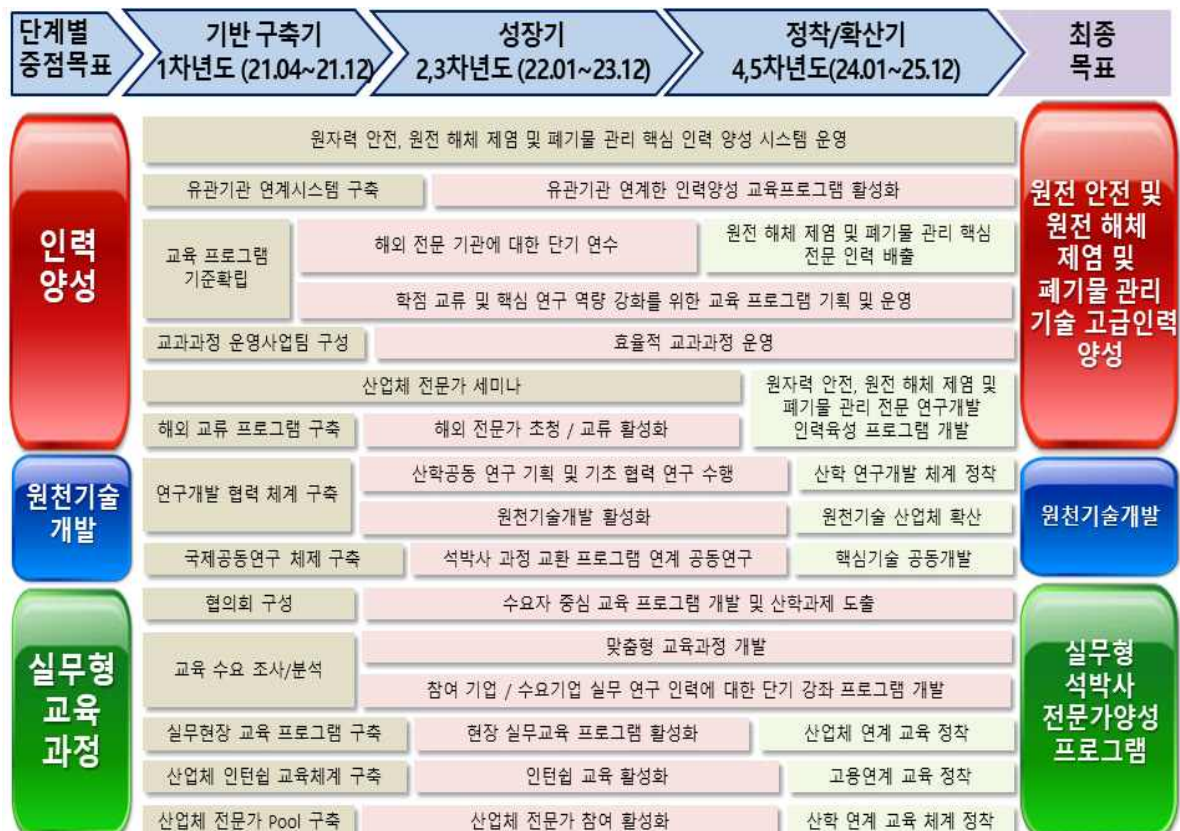 단계별
중점목표
기반 구축기
1차년도 (21.04~21.12)
성장기
2,3차년도 (22.01~23.12)
정착/확산기
4,5차년도(24.01~25.12)
최종
목표
인력
양성
원자력 안전, 원전 해체 제염 및 폐기물 관리 핵심 인력 양성 시스템 운영
유관기관 연계시스템 구축
유관기관 연계한 인력양성 교육프로그램 활성화
교육 프로그램
기준확립
해외 전문 기관에 대한 단기 연수
원전 해체 제염 및 폐기물 관리 핵심
전문 인력 배출
학점 교류 및 핵심 연구 역량 강화를 위한 교육 프로그램 기획 및 운영
교과과정 운영사업팀 구성
효율적 교과과정 운영
산업체 전문가 세미나
원자력 안전, 원전 해체 제염 및
폐기물 관리 전문 연구개발
인력육성 프로그램 개발
해외 교류 프로그램 구축
해외 전문가 초청 / 교류 활성화
원전 안전 및
원전 해체
제염 및
폐기물 관리
기술 고급인력
양성
원천기술
개발
연구개발 협력 체계 구축
산학공동 연구 기획 및 기초 협력 연구 수행
산학 연구개발 체계 정착
원천기술개발 활성화
원천기술 산업체 확산
국제공동연구 체제 구축
석박사 과정 교환 프로그램 연계 공동연구
핵심기술 공동개발
원천기술개발
실무형
교육
과정
협의회 구성
수요자 중심 교육 프로그램 개발 및 산학과제 도출
교육 수요 조사/분석
맞춤형 교육과정 개발
참여 기업 / 수요기업 실무 연구 인력에 대한 단기 강좌 프로그램 개발
실무현장 교육 프로그램 구축
현장 실무교육 프로그램 활성화
산업체 연계 교육 정착
산업체 인턴쉽 교육체계 구축
인턴쉽 교육 활성화
고용연계 교육 정착
산업체 전문가 Pool 구축
산업체 전문가 참여 활성화
산학 연계 교육 체계 정착
실무형
석박사
전문가양성
프로그램